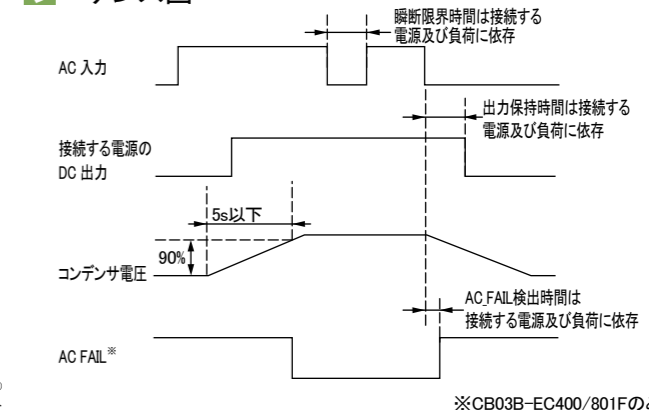 瞬断限界時間は接続する
電源及び負荷に依存
AC 入力
出力保持時間は接続する
電源及び負荷に依存
接続する電源の
DC 出力
5s以下
90%
コンデンサ電圧
AC_FAIL検出時間は
接続する電源及び負荷に依存
AC FAIL※
※CB03B-EC400/801Fの